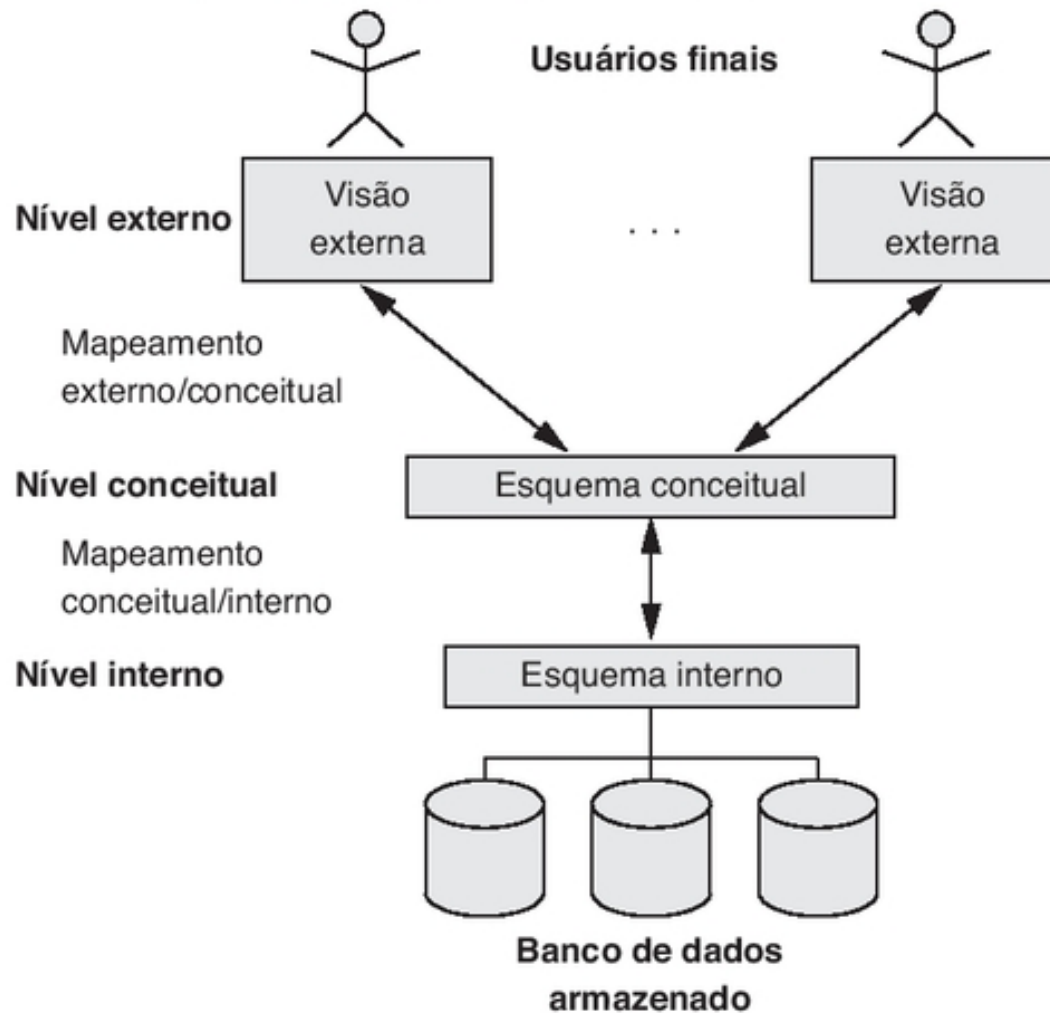 Usuários finais
Nível externo
Visão
externa
. . .
Visão
externa
Mapeamento
externo/conceitual
Nível conceitual
Esquema conceitual
Mapeamento
conceitual/interno
Nível interno
Esquema interno
Banco de dados
armazenado